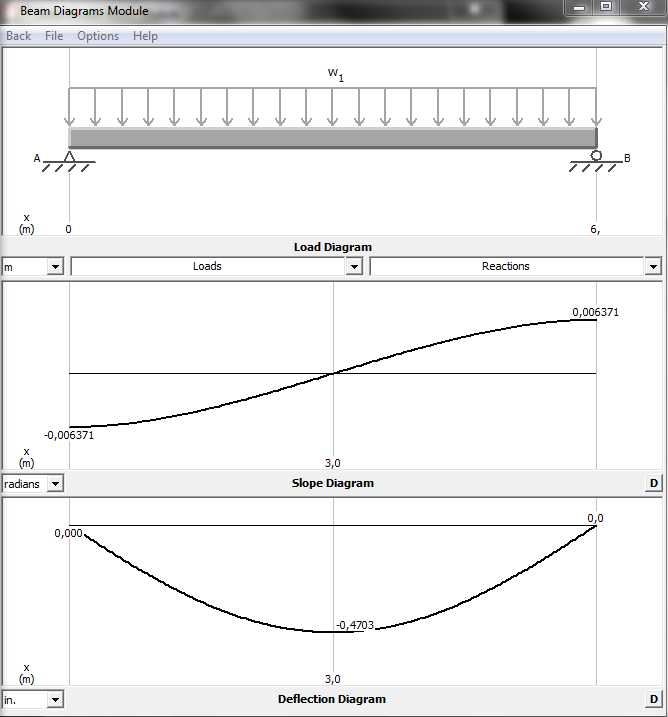 Beam Diagrams Module
Back File Options Help
w1
A B
x
(m) 0 6,
Load Diagram
m Loads Reactions
0,006371
-0,006371
x
(m) 3,0
radians Slope Diagram D
0,0
0,000
-0,4703
x
(m) 3,0
in. Deflection Diagram D